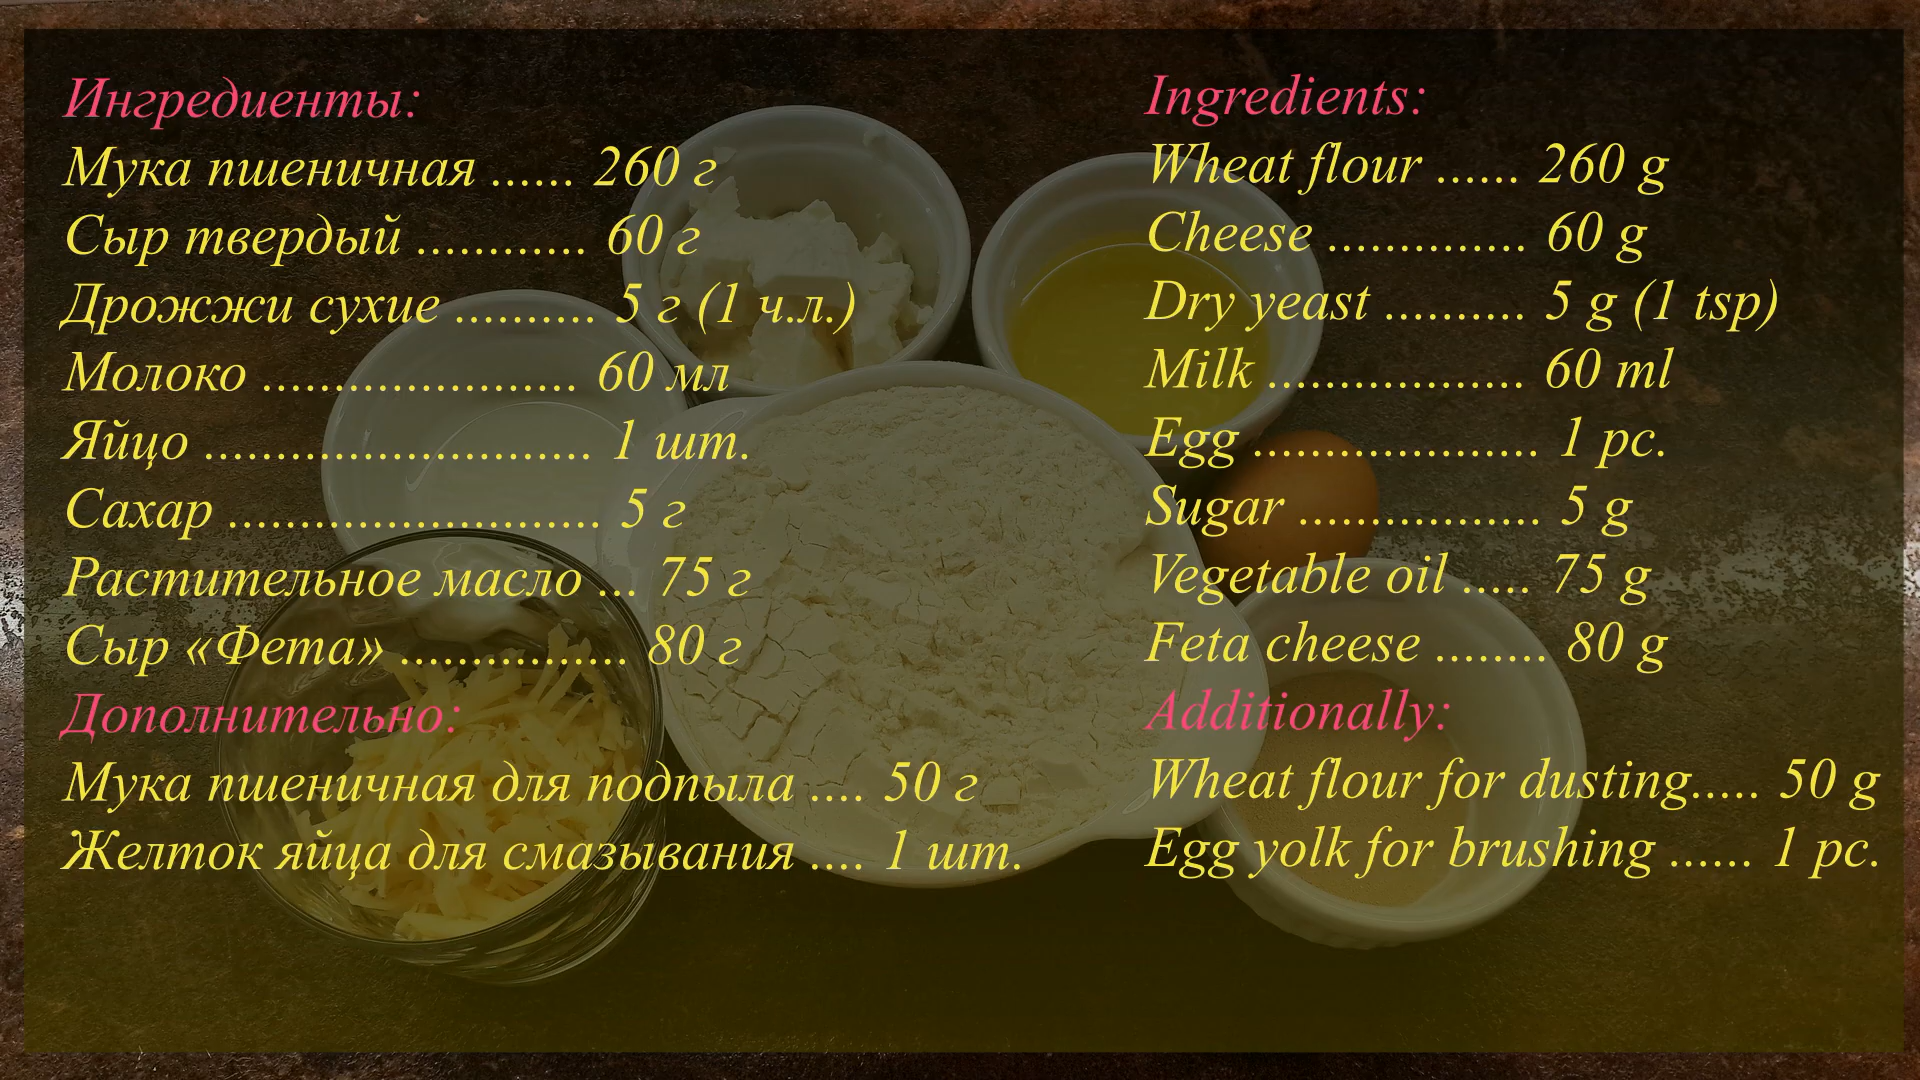 Ингредиенты:
Мука пшеничная ...... 260 г
Сыр твердый ............ 60 г
Дрожжи сухие .......... 5 г (1 ч.л.)
Молоко ...................... 60 мл
Яйцо ........................... 1 шт.
Сахар .......................... 5 г
Растительное масло ... 75 г
Сыр «Фета» ................ 80 г
Дополнительно:
Мука пшеничная для подпыла .... 50 г
Желток яйца для смазывания .... 1 шт.
Ingredients:
Wheat flour ...... 260 g
Cheese .............. 60 g
Dry yeast .......... 5 g (1 tsp)
Milk .................. 60 ml
Egg .................... 1 pc.
Sugar ................. 5 g
Vegetable oil ..... 75 g
Feta cheese ........ 80 g
Additionally:
Wheat flour for dusting..... 50 g
Egg yolk for brushing ...... 1 pc.